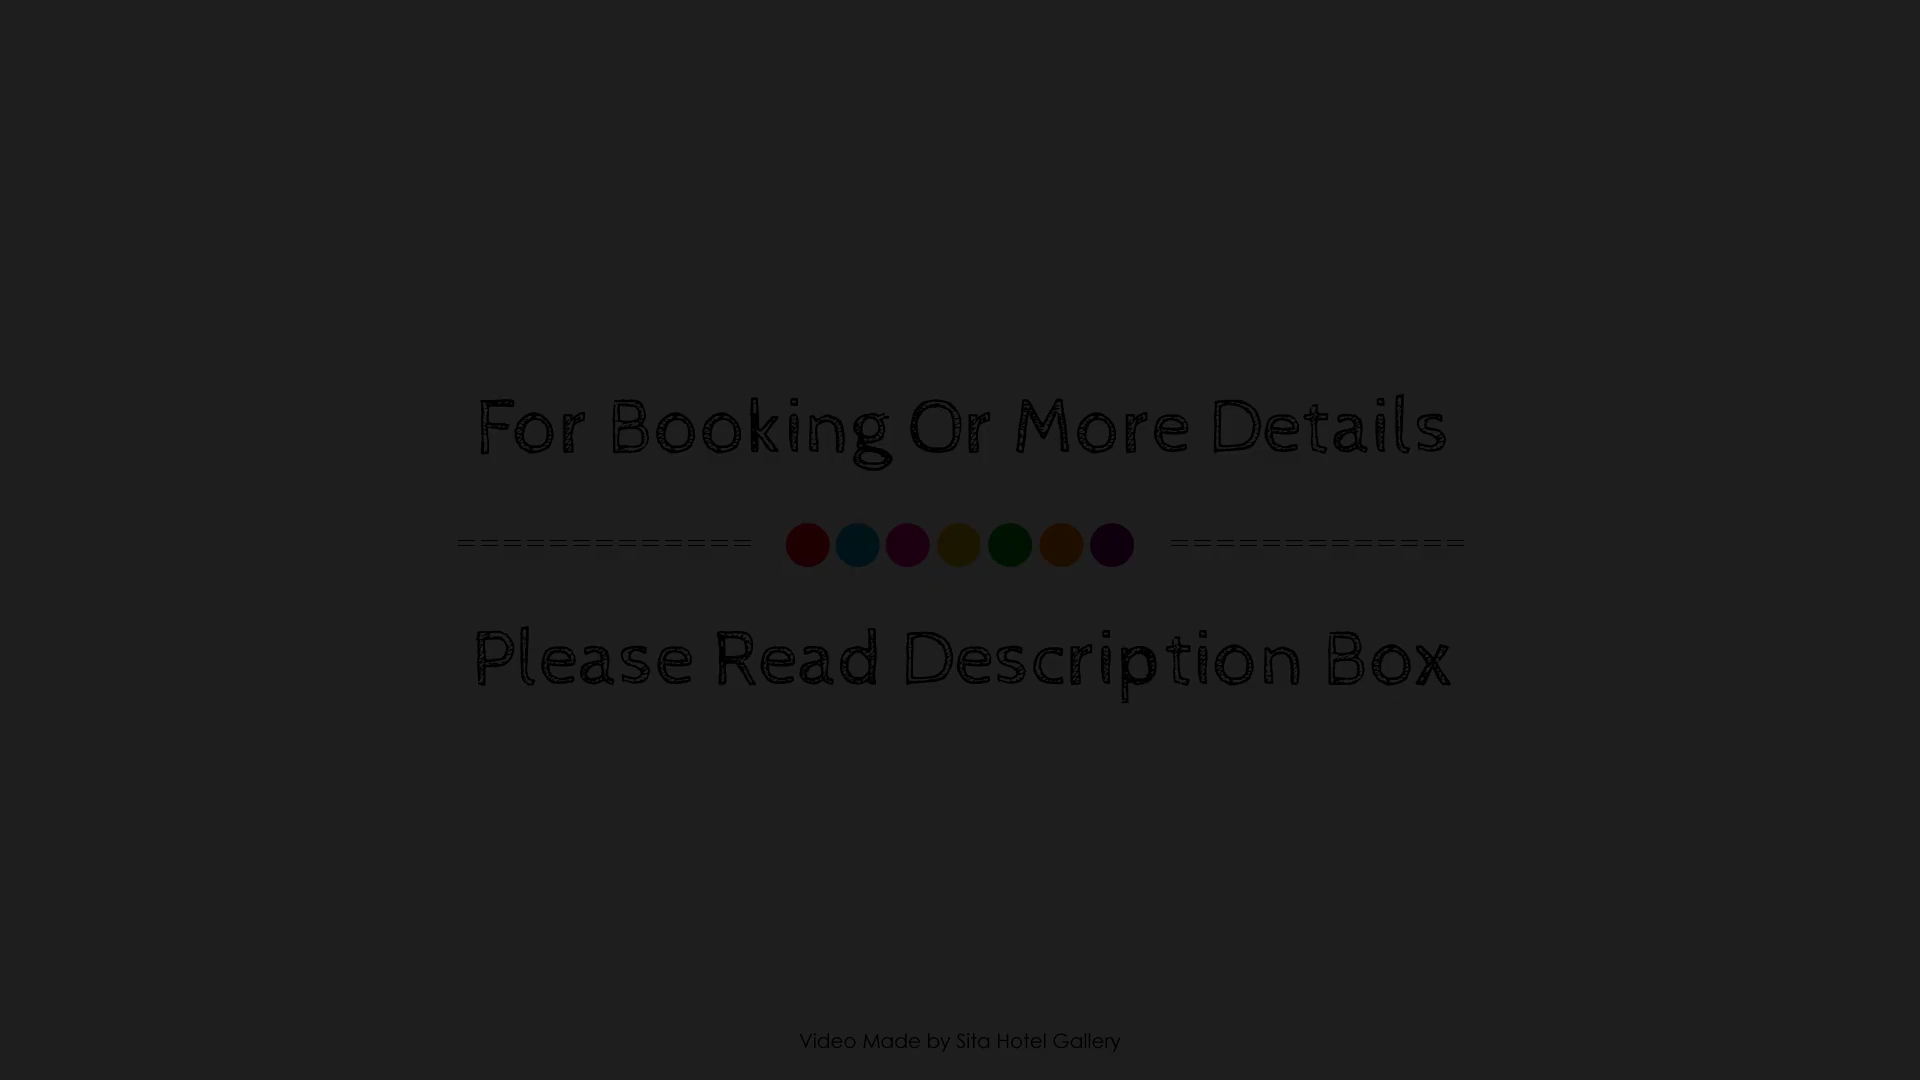 For Booking Or More Details
============= =============
Please Read Description Box
Video Made by Sita Hotel Gallery